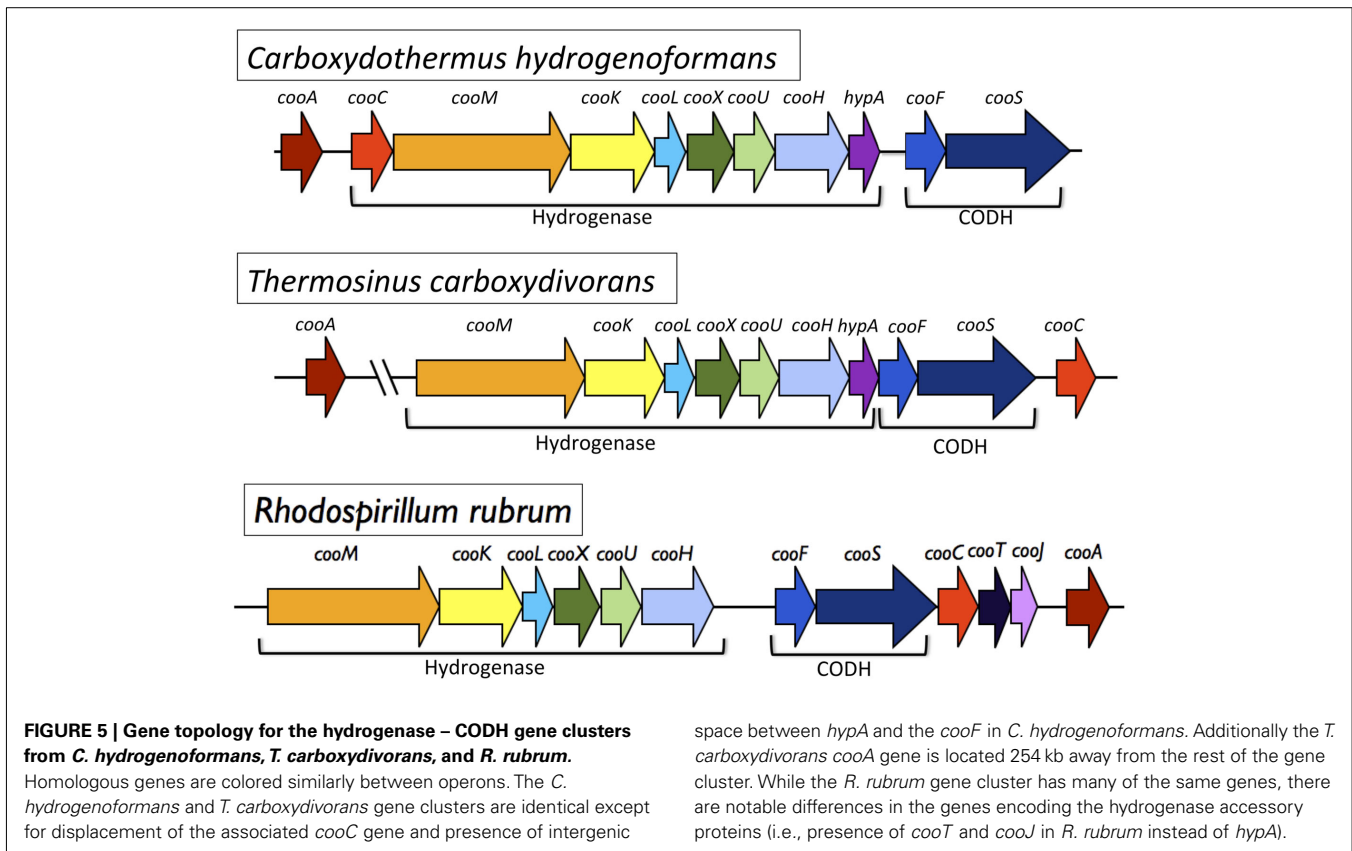 Carboxydothermus hydrogenoformans
cooA cooC cooM cooK cooL cooX cooU cooH hypA cooF cooS
Hydrogenase CODH
Thermosinus carboxydivorans
cooA cooM cooK cooL cooX cooU cooH hypA cooF cooS cooC
Hydrogenase CODH
Rhodospirillum rubrum
cooM cooK cooL cooX cooU cooH cooF cooS cooC cooT cooJ cooA
Hydrogenase CODH
FIGURE 5 | Gene topology for the hydrogenase – CODH gene clusters
from C. hydrogenoformans, T. carboxydivorans, and R. rubrum.
Homologous genes are colored similarly between operons. The C.
hydrogenoformans and T. carboxydivorans gene clusters are identical except
for displacement of the associated cooC gene and presence of intergenic
space between hypA and the cooF in C. hydrogenoformans. Additionally the T.
carboxydivorans cooA gene is located 254 kb away from the rest of the gene
cluster. While the R. rubrum gene cluster has many of the same genes, there
are notable differences in the genes encoding the hydrogenase accessory
proteins (i.e., presence of cooT and cooJ in R. rubrum instead of hypA).